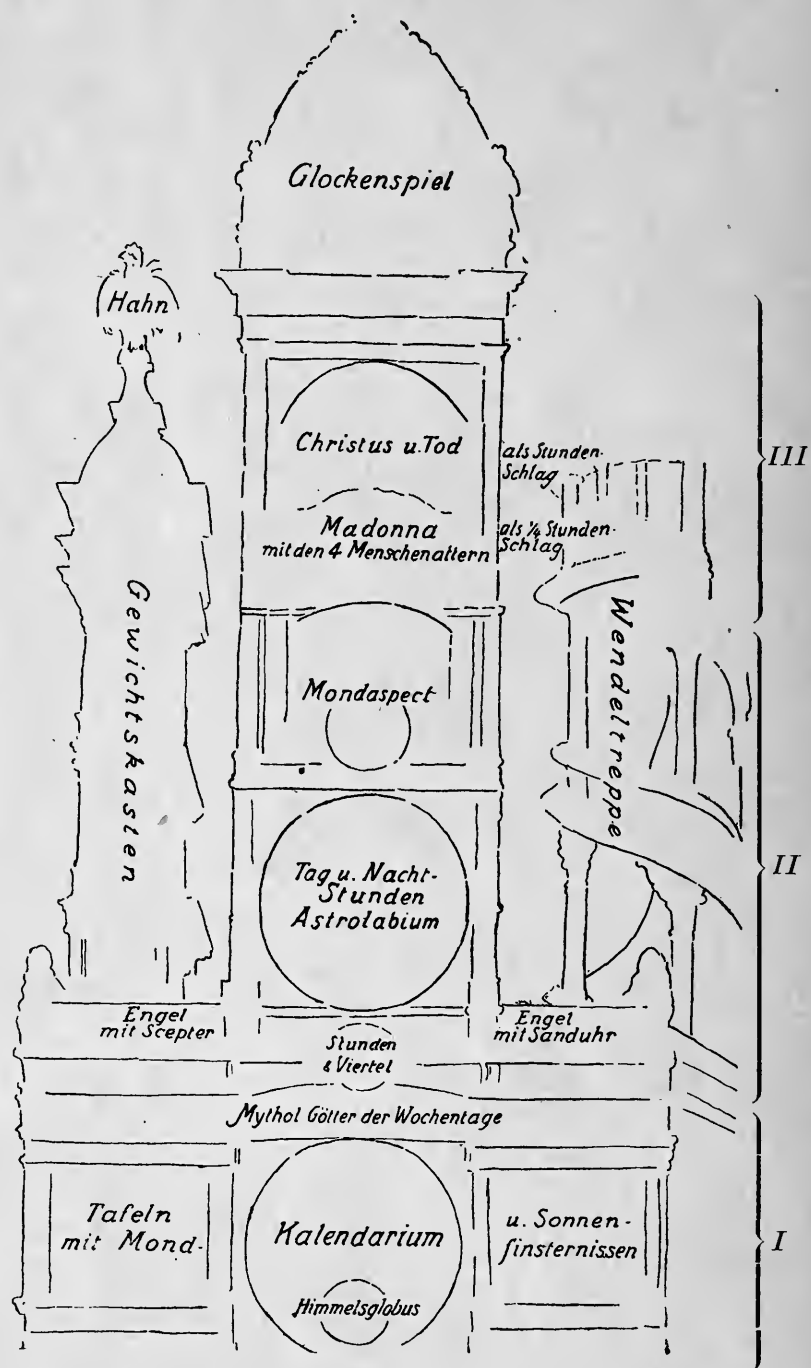 Glockenspiel
Hahn
Christus u. Tod
als Stunden-
Schlag
III
Madonna
mit den 4 Menschenaltern
als ¼ Stunden-
Schlag
Gewichtskasten
Wendeltreppe
Mondaspect
Tag u. Nacht-
Stunden
Astrolabium
II
Engel
mit Scepter
Engel
mit Sanduhr
Stunden
& Viertel
Mythol Götter der Wochentage
Tafeln
mit Mond-
Kalendarium
u. Sonnen-
finsternissen
I
Himmelsglobus